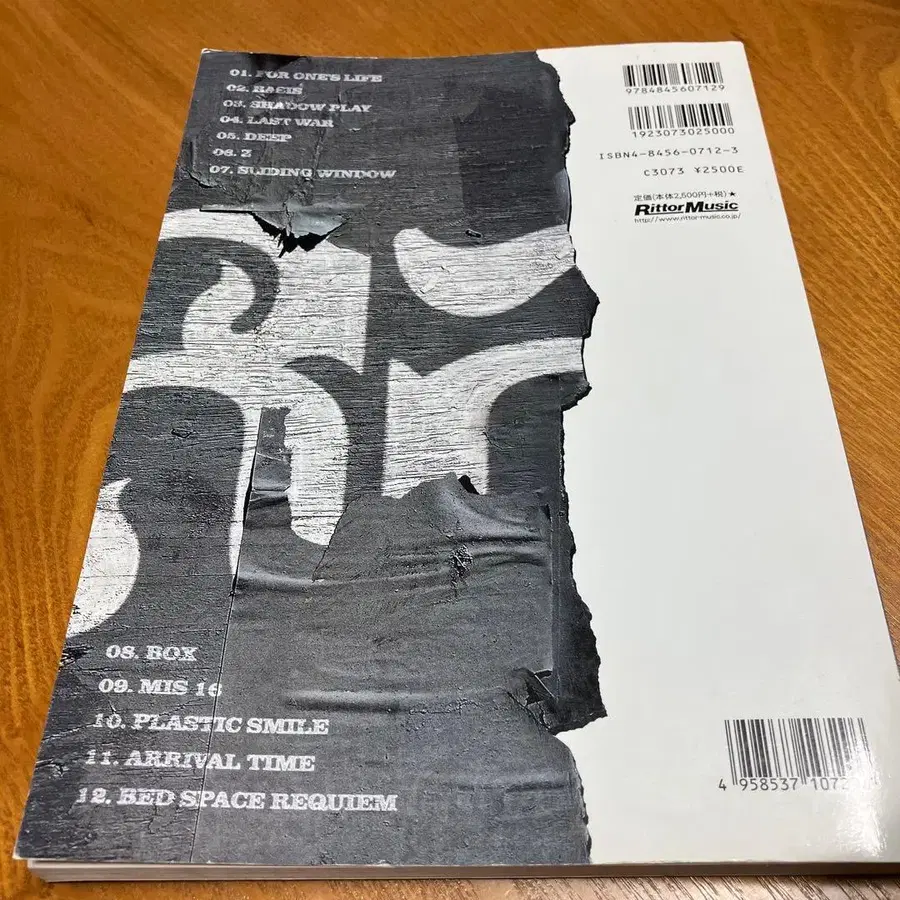 01. FOR ONE'S LIFE
02. BASIS
03. SHADOW PLAY
04. LAST WAR
05. DEEP
06. Z
07. SLIDING WINDOW
9784845607129
1923073025000
ISBN4-8456-0712-3
C3073 ¥2500E
定価(本体2,500円+税)★
RittorMusic
http://www.rittor-music.co.jp/
08. BOX
09. MIS 16
10. PLASTIC SMILE
11. ARRIVAL TIME
12. BED SPACE REQUIEM
4 958537 1072